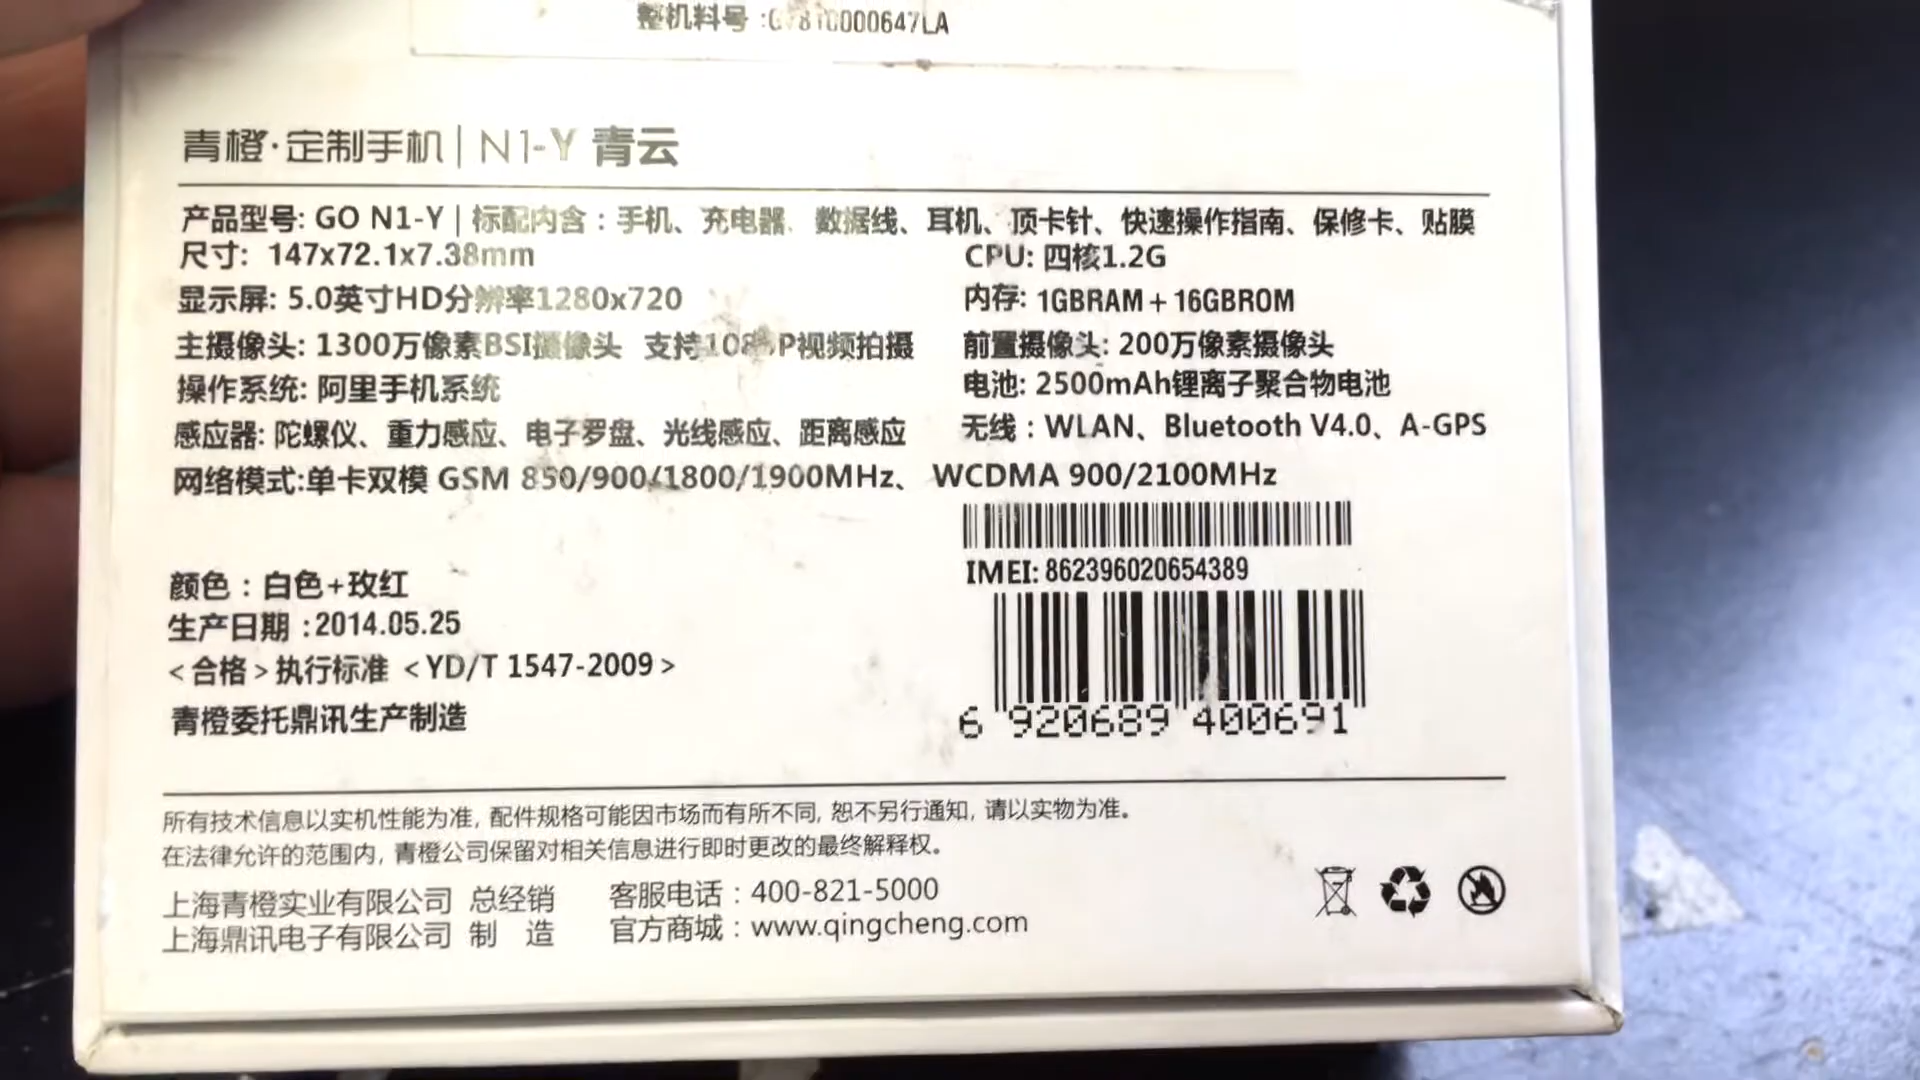 整机料号:
青橙·定制手机|N1-Y 青云
产品型号: GO N1-Y | 标配内含：手机、充电器、数据线、耳机、顶卡针、快速操作指南、保修卡、贴膜
尺寸: 147x72.1x7.38mm
CPU: 四核1.2G
显示屏: 5.0英寸HD分辨率1280x720
内存: 1GBRAM+16GBROM
主摄像头: 1300万像素BSI摄像头 支持1080P视频拍摄
前置摄像头: 200万像素摄像头
操作系统: 阿里手机系统
电池: 2500mAh锂离子聚合物电池
感应器: 陀螺仪、重力感应、电子罗盘、光线感应、距离感应
无线：WLAN、Bluetooth V4.0、A-GPS
网络模式:单卡双模 GSM 850/900/1800/1900MHz、 WCDMA 900/2100MHz
IMEI: 862396020654389
颜色：白色+玫红
生产日期:2014.05.25
<合格>执行标准 <YD/T 1547-2009>
青橙委托鼎讯生产制造
6 920689 400691
所有技术信息以实机性能为准, 配件规格可能因市场而有所不同, 恕不另行通知, 请以实物为准。
在法律允许的范围内, 青橙公司保留对相关信息进行即时更改的最终解释权。
上海青橙实业有限公司 总经销 客服电话：400-821-5000
上海鼎讯电子有限公司 制 造 官方商城：www.qingcheng.com